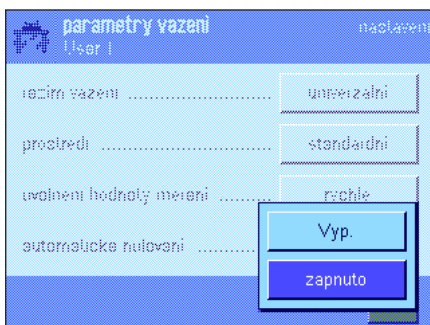 parametry vazeni nastaveni
User 1
rezim vazeni ........................ univerzalni
prostredi ............................. standardni
uvolneni hodnoty mereni ......... rychle
automaticke nulovani ..........
Vyp.
zapnuto